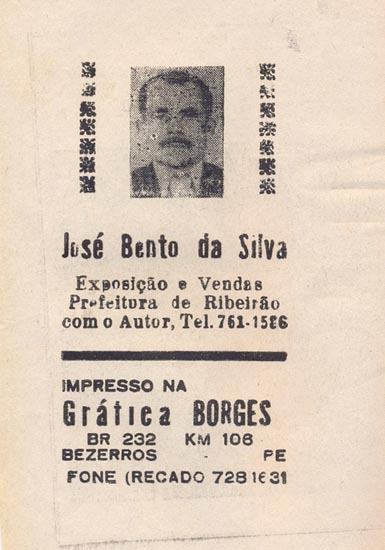 José Bento da Silva
Exposição e Vendas
Prefeitura de Ribeirão
com o Autor, Tel. 761-1586
IMPRESSO NA
Gráfica BORGES
BR 232 KM 106
BEZERROS - PE
FONE (RECADO 728 1631